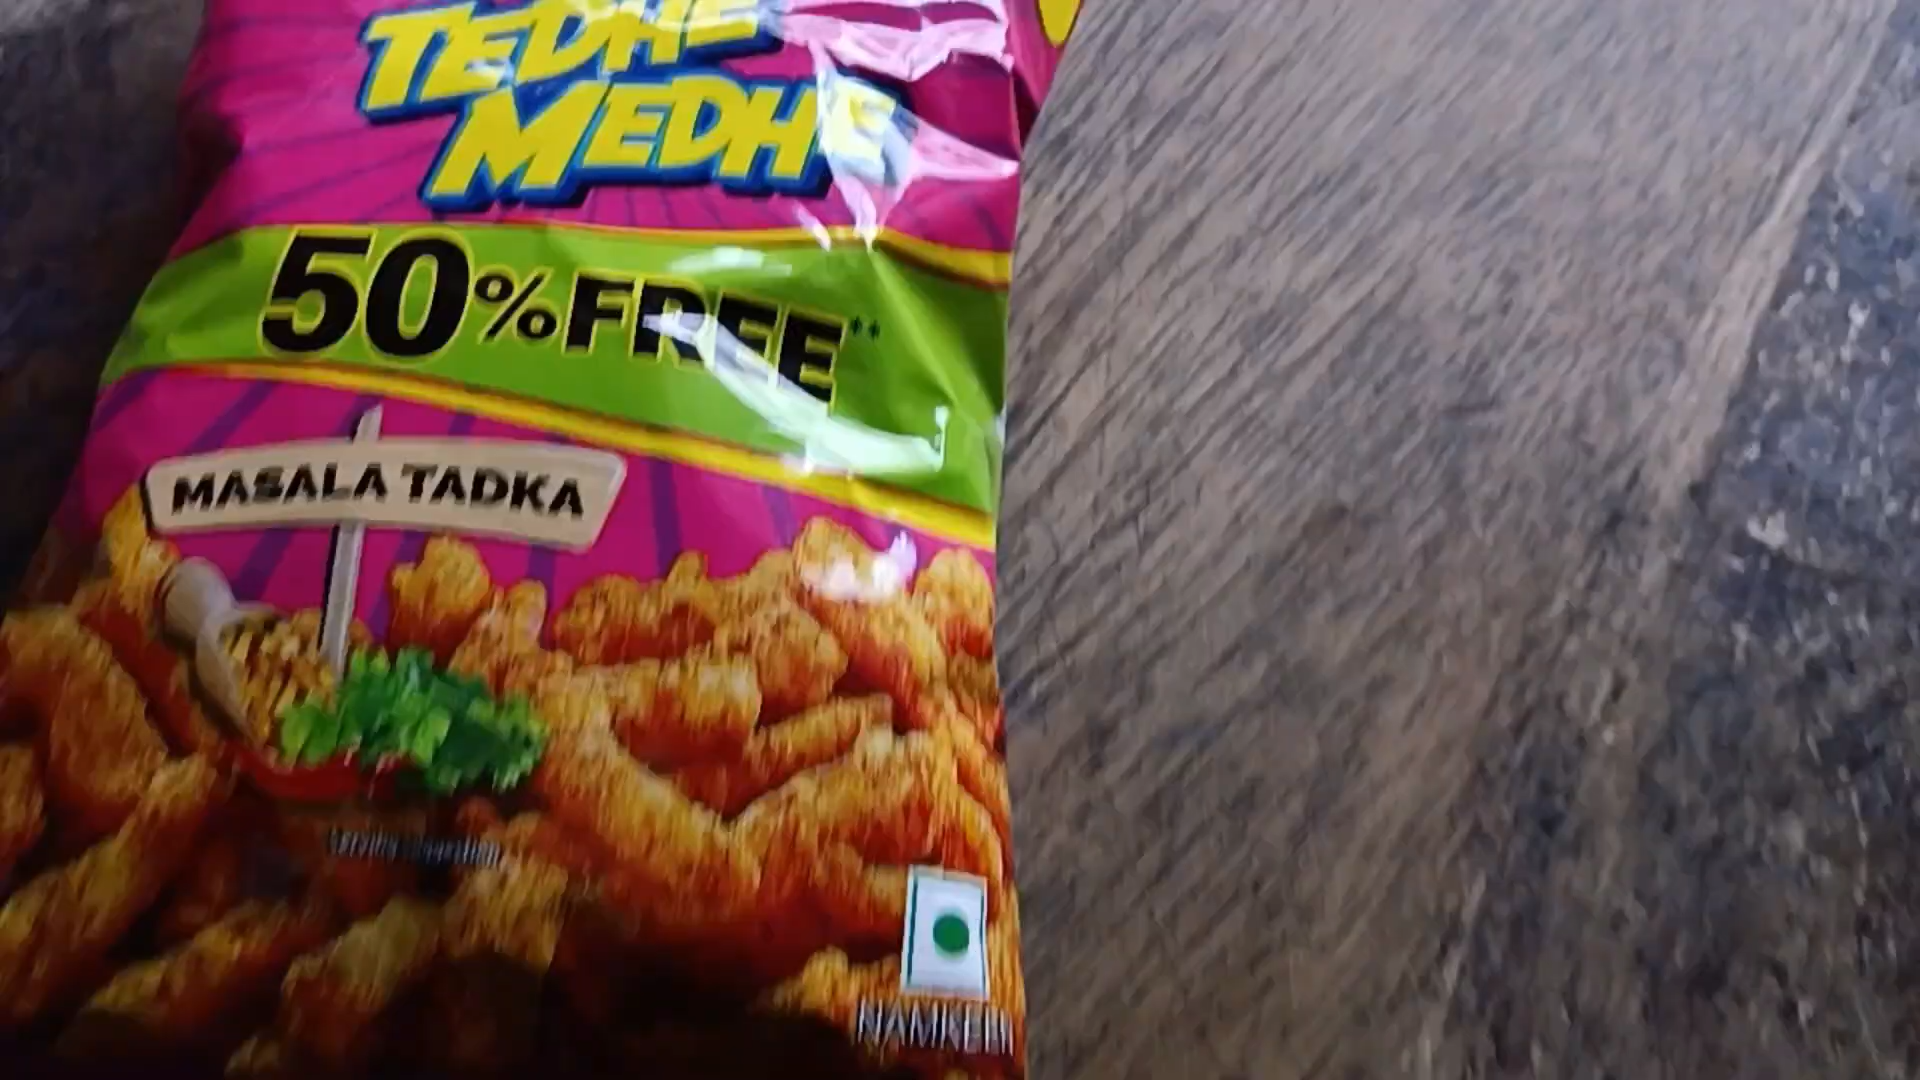 TEDHE
MEDHE
50%FREE**
MASALA TADKA
NAMKEEN